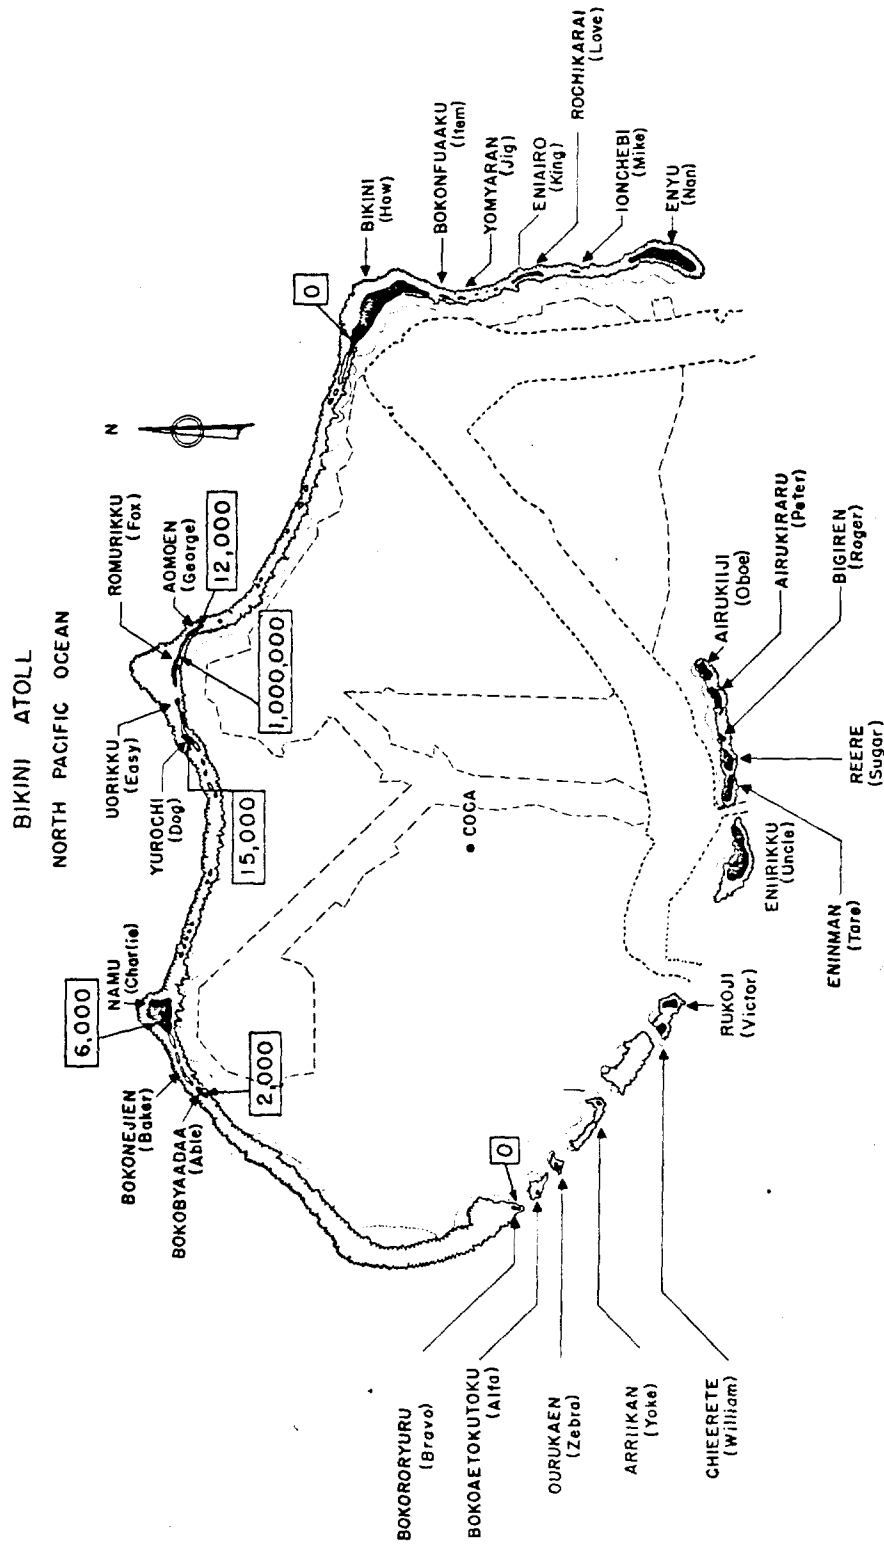 BIKINI ATOLL
NORTH PACIFIC OCEAN
N
BOKONEJIEN
(Baker)
BOKOBYAADAA
(Able)
6,000
NAMU
(Charlie)
2,000
UORIKKU
(Easy)
YUROCHI
(Dog)
15,000
ROMURIKKU
(Fox)
AOMOEN
(George)
12,000
1,000,000
0
BIKINI
(How)
BOKONFUAAKU
(Item)
YOMYARAN
(Jig)
ENIAIRO
(King)
ROCHIKARAI
(Love)
IONCHEBI
(Mike)
ENYU
(Nan)
COCA
0
BOKORORYURU
(Bravo)
BOKOAETOKUTOKU
(Alfa)
OURUKAEN
(Zebra)
ARRIIKAN
(Yoke)
CHIEERETE
(William)
RUKOJI
(Victor)
ENIIRIKKU
(Uncle)
ENINMAN
(Tare)
REERE
(Sugar)
BIGIREN
(Roger)
AIRUKIRARU
(Peter)
AIRUKIIJI
(Oboe)